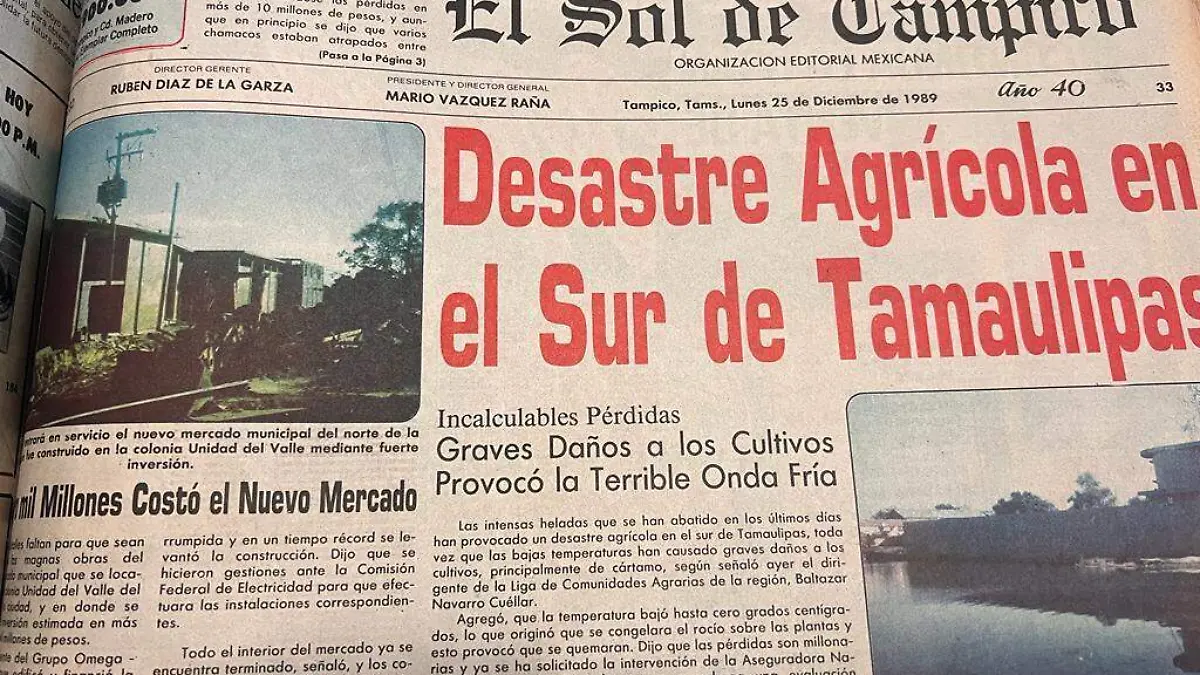 pérdidas en
más de 10 millones de pesos, y aun-
que en principio se dijo que varios
chamacos estaban atrapados entre
(Pasa a la Página 3)
y Cd. Madero
Ejemplar Completo
HOY
P.M.
El Sol de Tampico
ORGANIZACION EDITORIAL MEXICANA
DIRECTOR GERENTE
RUBEN DIAZ DE LA GARZA
PRESIDENTE Y DIRECTOR GENERAL
MARIO VAZQUEZ RAÑA
Tampico, Tams., Lunes 25 de Diciembre de 1989
Año 40
33
Desastre Agrícola en
el Sur de Tamaulipas
en servicio el nuevo mercado municipal del norte de la
fue construido en la colonia Unidad del Valle mediante fuerte
inversión.
mil Millones Costó el Nuevo Mercado
faltan para que sean
magnas obras del
municipal que se loca-
Unidad del Valle del
y en donde se
estimada en más
de pesos.
del Grupo Omega -
rrumpida y en un tiempo récord se le-
vantó la construcción. Dijo que se
hicieron gestiones ante la Comisión
Federal de Electricidad para que efec-
tuara las instalaciones correspondien-
tes.
Todo el interior del mercado ya se
encuentra terminado, señaló, y los co-
Incalculables Pérdidas
Graves Daños a los Cultivos
Provocó la Terrible Onda Fría
Las intensas heladas que se han abatido en los últimos días
han provocado un desastre agrícola en el sur de Tamaulipas, toda
vez que las bajas temperaturas han causado graves daños a los
cultivos, principalmente de cártamo, según señaló ayer el diri-
gente de la Liga de Comunidades Agrarias de la región, Baltazar
Navarro Cuéllar.
Agregó, que la temperatura bajó hasta cero grados centígra-
dos, lo que originó que se congelara el rocío sobre las plantas y
esto provocó que se quemaran. Dijo que las pérdidas son millona-
rias y ya se ha solicitado la intervención de la Aseguradora Na-